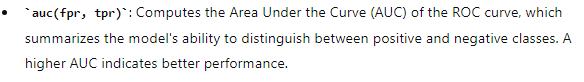 • `auc(fpr, tpr)`: Computes the Area Under the Curve (AUC) of the ROC curve, which
summarizes the model's ability to distinguish between positive and negative classes. A
higher AUC indicates better performance.